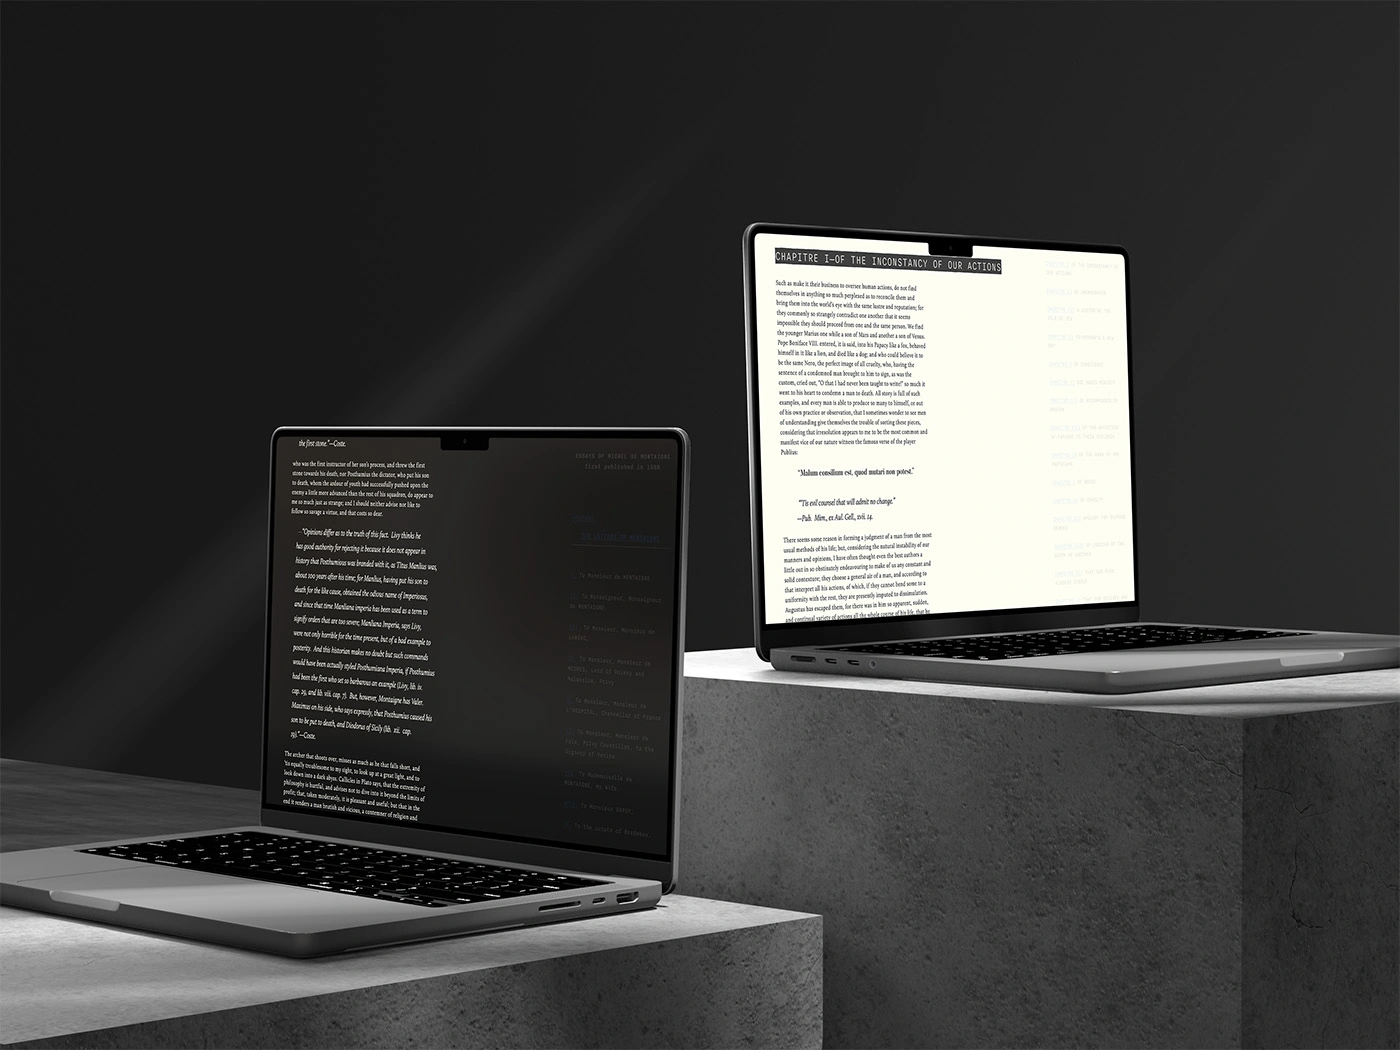 the first stone."—Coste.
who was the first instructor of her son's process, and threw the first
stone towards his death, nor Posthumius the dictator, who put his son
to death, whom the ardour of youth had successfully pushed upon the
enemy a little more advanced than the rest of his squadron, do appear to
me so much just as strange; and I should neither advise nor like to
follow so savage a virtue, and that costs so dear.
"Opinions differ as to the truth of this fact. Livy thinks he
has good authority for rejecting it because it does not appear in
history that Posthumius was branded with it, as Titus Manlius was,
about 100 years after his time; for Manlius, having put his son to
death for the like cause, obtained the odious name of Imperiosus,
and since that time Manliana imperia has been used as a term to
signify orders that are too severe; Manliana Imperia, says Livy,
were not only horrible for the time present, but of a bad example to
posterity. And this historian makes no doubt but such commands
would have been actually styled Posthumiana Imperia, if Posthumius
had been the first who set so barbarous an example (Livy, lib. iv.
cap. 29, and lib. viii. cap. 7). But, however, Montaigne has Valer.
Maximus on his side, who says expressly, that Posthumius caused his
son to be put to death, and Diodorus of Sicily (lib. xii. cap.
19)."—Coste.
The archer that shoots over, misses as much as he that falls short, and
'tis equally troublesome to my sight, to look up at a great light, and to
look down into a dark abyss. Callicles in Plato says, that the extremity of
philosophy is hurtful, and advises not to dive into it beyond the limits of
profit; that, taken moderately, it is pleasant and useful; but that in the
end it renders a man brutish and vicious, a contemner of religion and
ESSAYS OF MICHEL DE MONTAIGNE
first published in 1580
THE LETTERS OF MONTAIGNE
To Monsieur de MONTAIGNE
To Monseigneur, Monseigneur
de MONTAIGNE.
To Monsieur, Monsieur de
LANSAC,
To Monsieur, Monsieur de
MESMES, Lord of Roissy and
Malassize, Privy
To Monsieur, Monsieur de
L'HOSPITAL, Chancellor of France
To Monsieur, Monsieur de
Foix, Privy Councillor, to the
Signory of Venice.
To Mademoiselle de
MONTAIGNE, my wife.
To Monsieur DUPUY,
To the Jurats of Bordeaux.
CHAPITRE I—OF THE INCONSTANCY OF OUR ACTIONS
Such as make it their business to oversee human actions, do not find
themselves in anything so much perplexed as to reconcile them and
bring them into the world's eye with the same lustre and reputation; for
they commonly so strangely contradict one another that it seems
impossible they should proceed from one and the same person. We find
the younger Marius one while a son of Mars and another a son of Venus.
Pope Boniface VIII. entered, it is said, into his Papacy like a fox, behaved
himself in it like a lion, and died like a dog; and who could believe it to
be the same Nero, the perfect image of all cruelty, who, having the
sentence of a condemned man brought to him to sign, as was the
custom, cried out, "O that I had never been taught to write!" so much it
went to his heart to condemn a man to death. All story is full of such
examples, and every man is able to produce so many to himself, or out
of his own practice or observation, that I sometimes wonder to see men
of understanding give themselves the trouble of sorting these pieces,
considering that irresolution appears to me to be the most common and
manifest vice of our nature witness the famous verse of the player
Publius:
"Malum consilium est, quod mutari non potest."
"'Tis evil counsel that will admit no change."
—Pub. Mim., ex Aul. Gell., xvii. 14.
There seems some reason in forming a judgment of a man from the most
usual methods of his life; but, considering the natural instability of our
manners and opinions, I have often thought even the best authors a
little out in so obstinately endeavouring to make of us any constant and
solid contexture; they choose a general air of a man, and according to
that interpret all his actions, of which, if they cannot bend some to a
uniformity with the rest, they are presently imputed to dissimulation.
Augustus has escaped them, for there was in him so apparent, sudden,
and continual variety of actions all the whole course of his life, that he